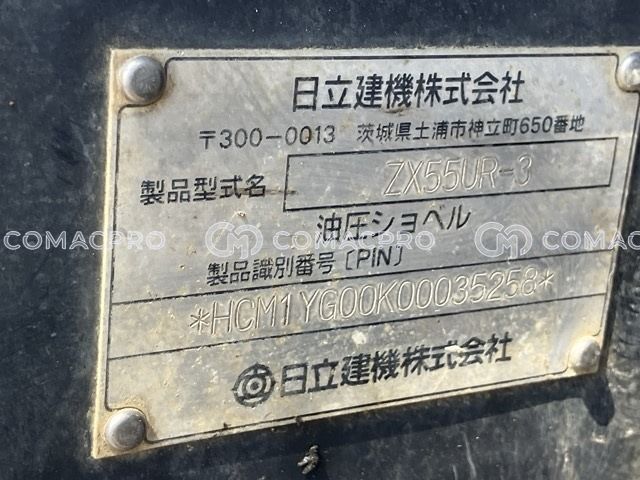 日立建機株式会社
〒300-0013 茨城県土浦市神立町650番地
製品型式名 ZX55UR-3
油圧ショベル
製品識別番号〔PIN〕
*HCM1YG00K00035258*
日立建機株式会社
COMACPRO COMACPRO COMACPRO